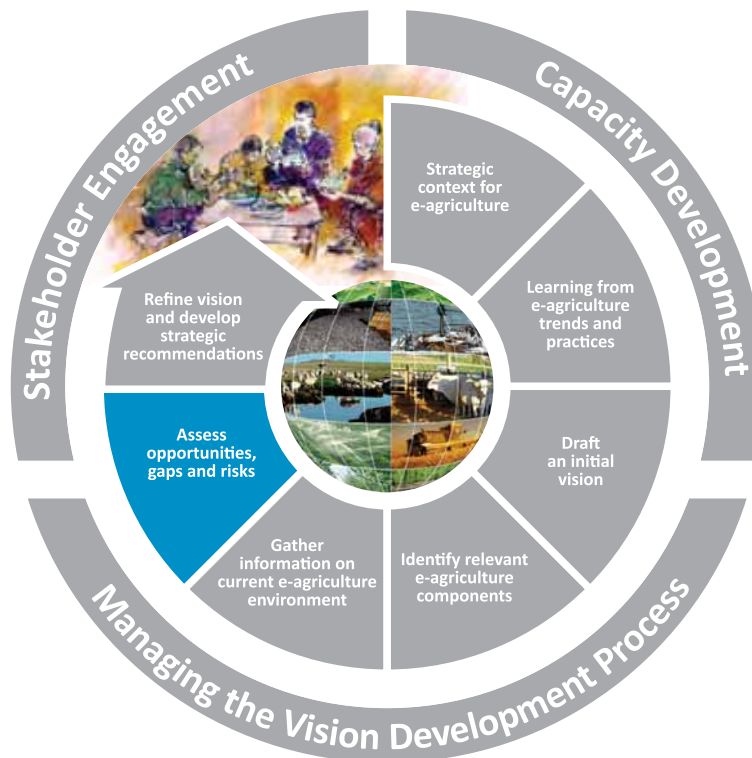 Stakeholder Engagement
Capacity Development
Strategic
context for
e-agriculture
Learning from
e-agriculture
trends and
practices
Draft
an initial
vision
Identify relevant
e-agriculture
components
Gather
information on
current e-agriculture
environment
Assess
opportunities,
gaps and risks
Refine vision
and develop
strategic
recommendations
Managing the Vision Development Process